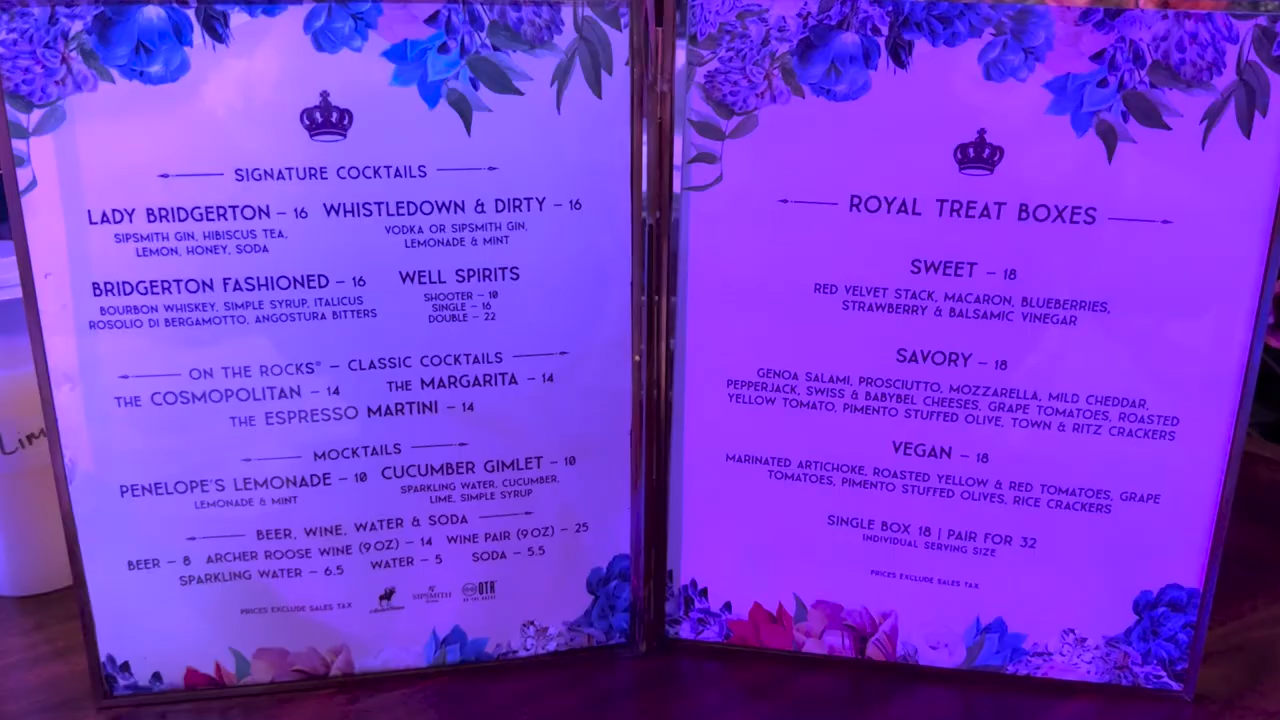 SIGNATURE COCKTAILS
LADY BRIDGERTON – 16
SIPSMITH GIN, HIBISCUS TEA,
LEMON, HONEY, SODA
WHISTLEDOWN & DIRTY – 16
VODKA OR SIPSMITH GIN,
LEMONADE & MINT
BRIDGERTON FASHIONED – 16
BOURBON WHISKEY, SIMPLE SYRUP, ITALICUS
ROSOLIO DI BERGAMOTTO, ANGOSTURA BITTERS
WELL SPIRITS
SHOOTER – 10
SINGLE – 16
DOUBLE – 22
ON THE ROCKS® – CLASSIC COCKTAILS
THE COSMOPOLITAN – 14
THE MARGARITA – 14
THE ESPRESSO MARTINI – 14
MOCKTAILS
PENELOPE'S LEMONADE – 10
LEMONADE & MINT
CUCUMBER GIMLET – 10
SPARKLING WATER, CUCUMBER,
LIME, SIMPLE SYRUP
BEER, WINE, WATER & SODA
BEER – 8 ARCHER ROOSE WINE (9 OZ) – 14 WINE PAIR (9 OZ) – 25
SPARKLING WATER – 6.5 WATER – 5 SODA – 5.5
PRICES EXCLUDE SALES TAX
SIPSMITH
OTR
ON THE ROCKS
ROYAL TREAT BOXES
SWEET – 18
RED VELVET STACK, MACARON, BLUEBERRIES,
STRAWBERRY & BALSAMIC VINEGAR
SAVORY – 18
GENOA SALAMI, PROSCIUTTO, MOZZARELLA, MILD CHEDDAR,
PEPPERJACK, SWISS & BABYBEL CHEESES, GRAPE TOMATOES, ROASTED
YELLOW TOMATO, PIMENTO STUFFED OLIVE, TOWN & RITZ CRACKERS
VEGAN – 18
MARINATED ARTICHOKE, ROASTED YELLOW & RED TOMATOES, GRAPE
TOMATOES, PIMENTO STUFFED OLIVES, RICE CRACKERS
SINGLE BOX 18 | PAIR FOR 32
INDIVIDUAL SERVING SIZE
PRICES EXCLUDE SALES TAX